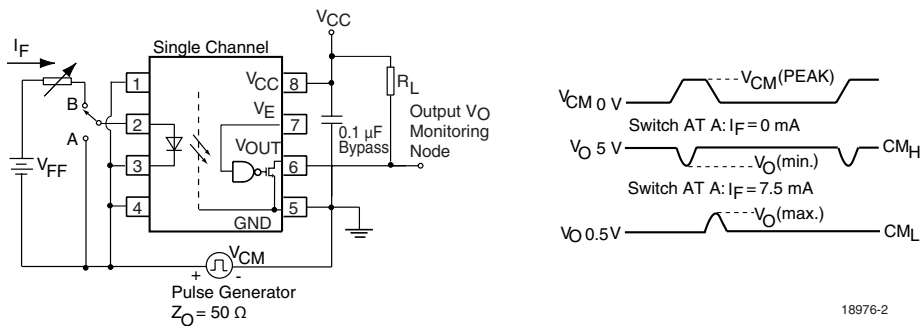 Single Channel
I_F
B
A
V_FF
1
2
3
4
V_CC
V_E
V_OUT
GND
8
7
6
5
V_CC
R_L
0.1 µF
Bypass
Output V_O
Monitoring
Node
V_CM
+ -
Pulse Generator
Z_O = 50 Ω
V_CM 0 V
V_CM (PEAK)
Switch AT A: I_F = 0 mA
V_O 5 V
CM_H
V_O (min.)
Switch AT A: I_F = 7.5 mA
V_O (max.)
V_O 0.5 V
CM_L
18976-2